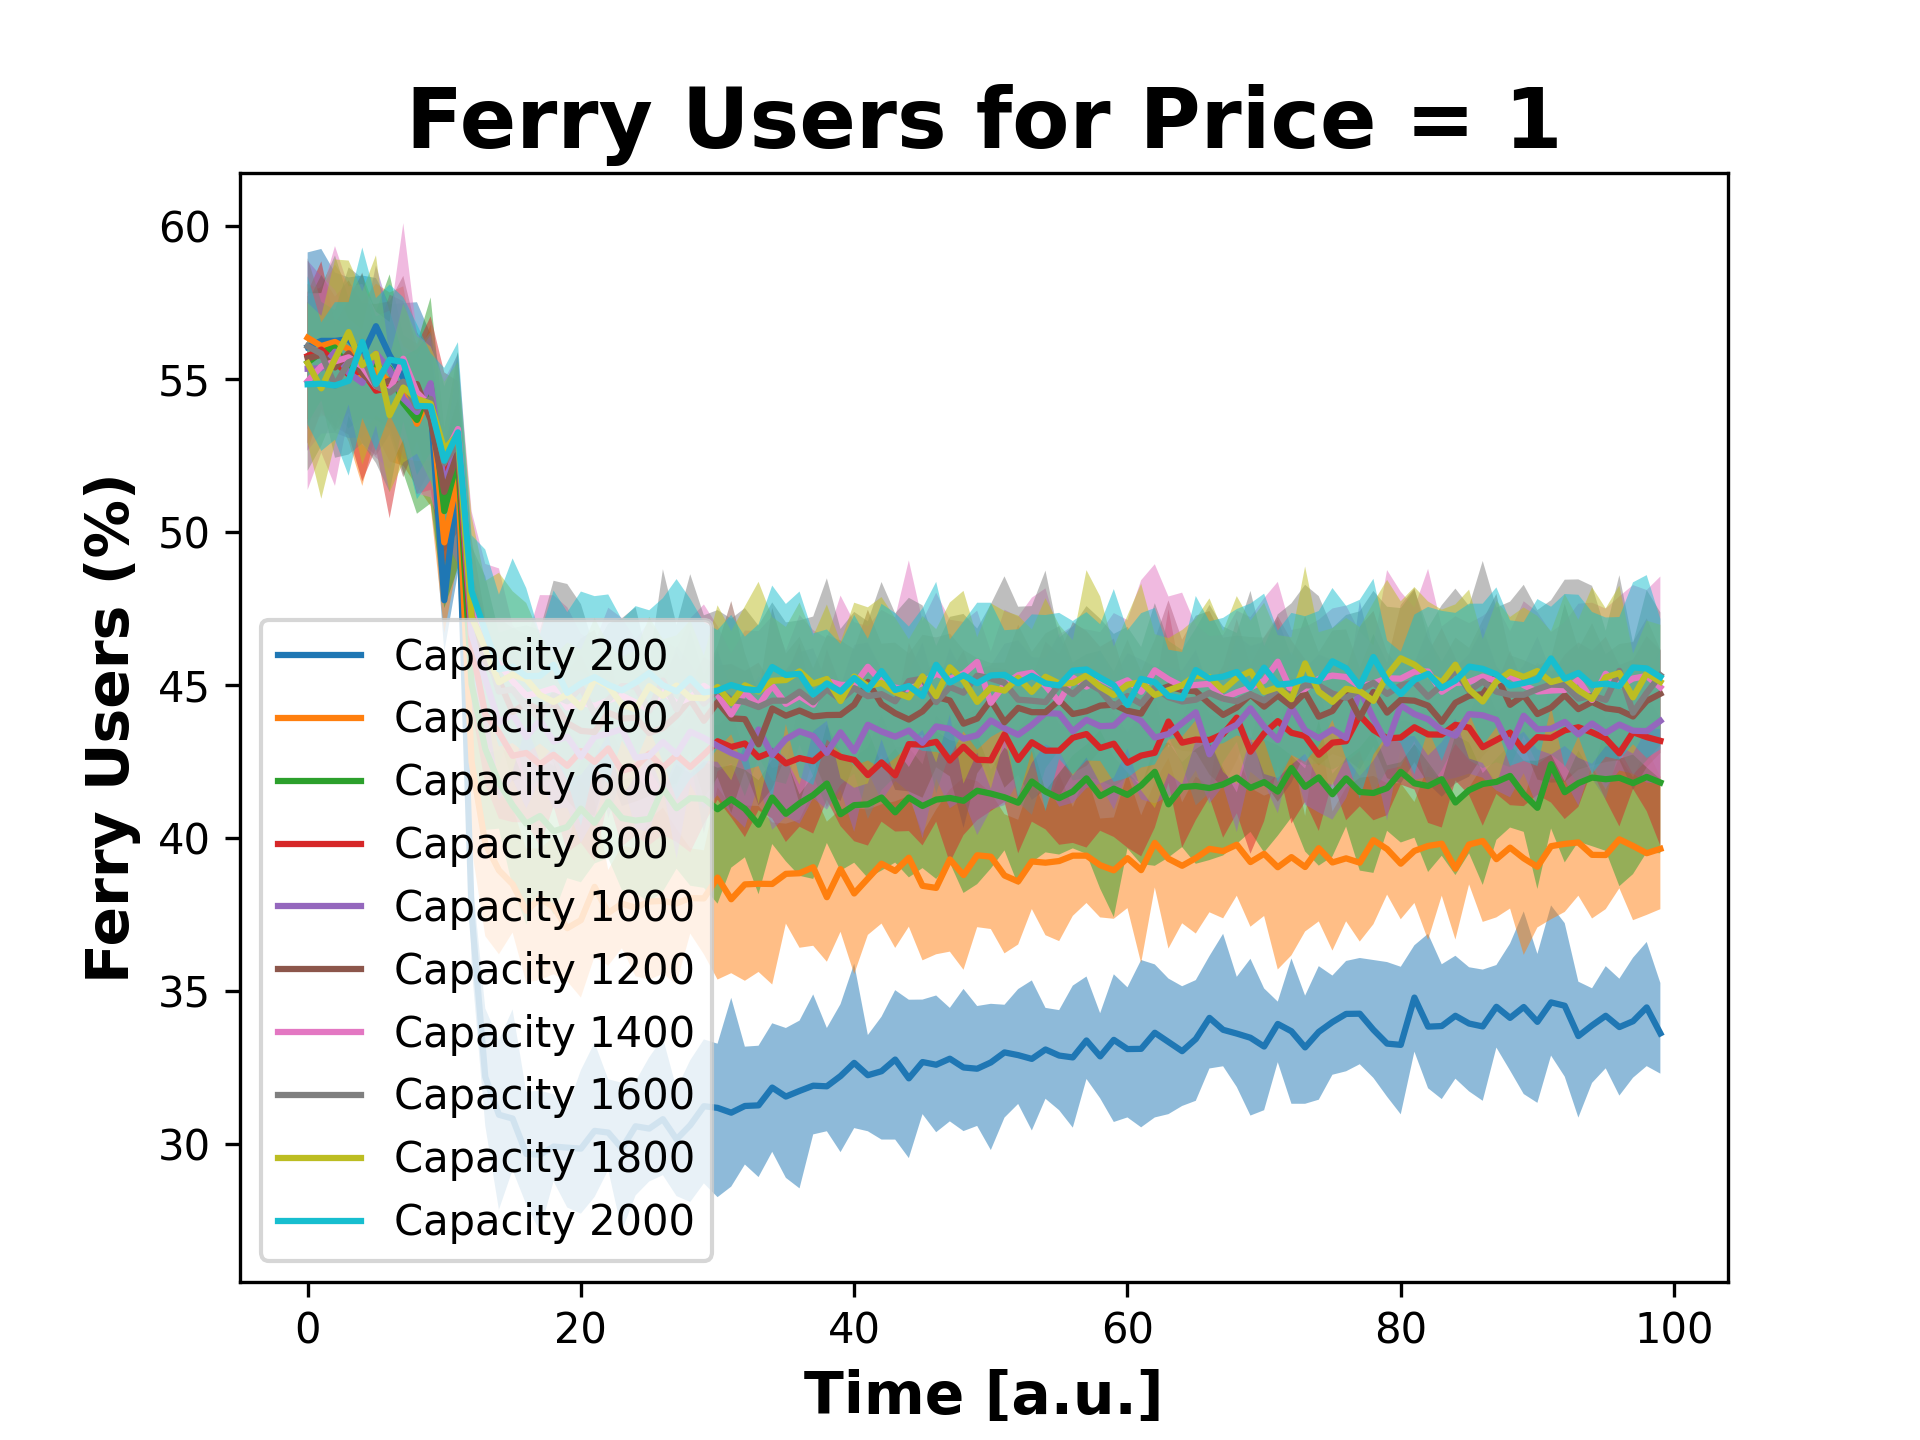 Ferry Users for Price = 1
Ferry Users (%)
60
55
50
45
40
35
30
Capacity 200
Capacity 400
Capacity 600
Capacity 800
Capacity 1000
Capacity 1200
Capacity 1400
Capacity 1600
Capacity 1800
Capacity 2000
0 20 40 60 80 100
Time [a.u.]